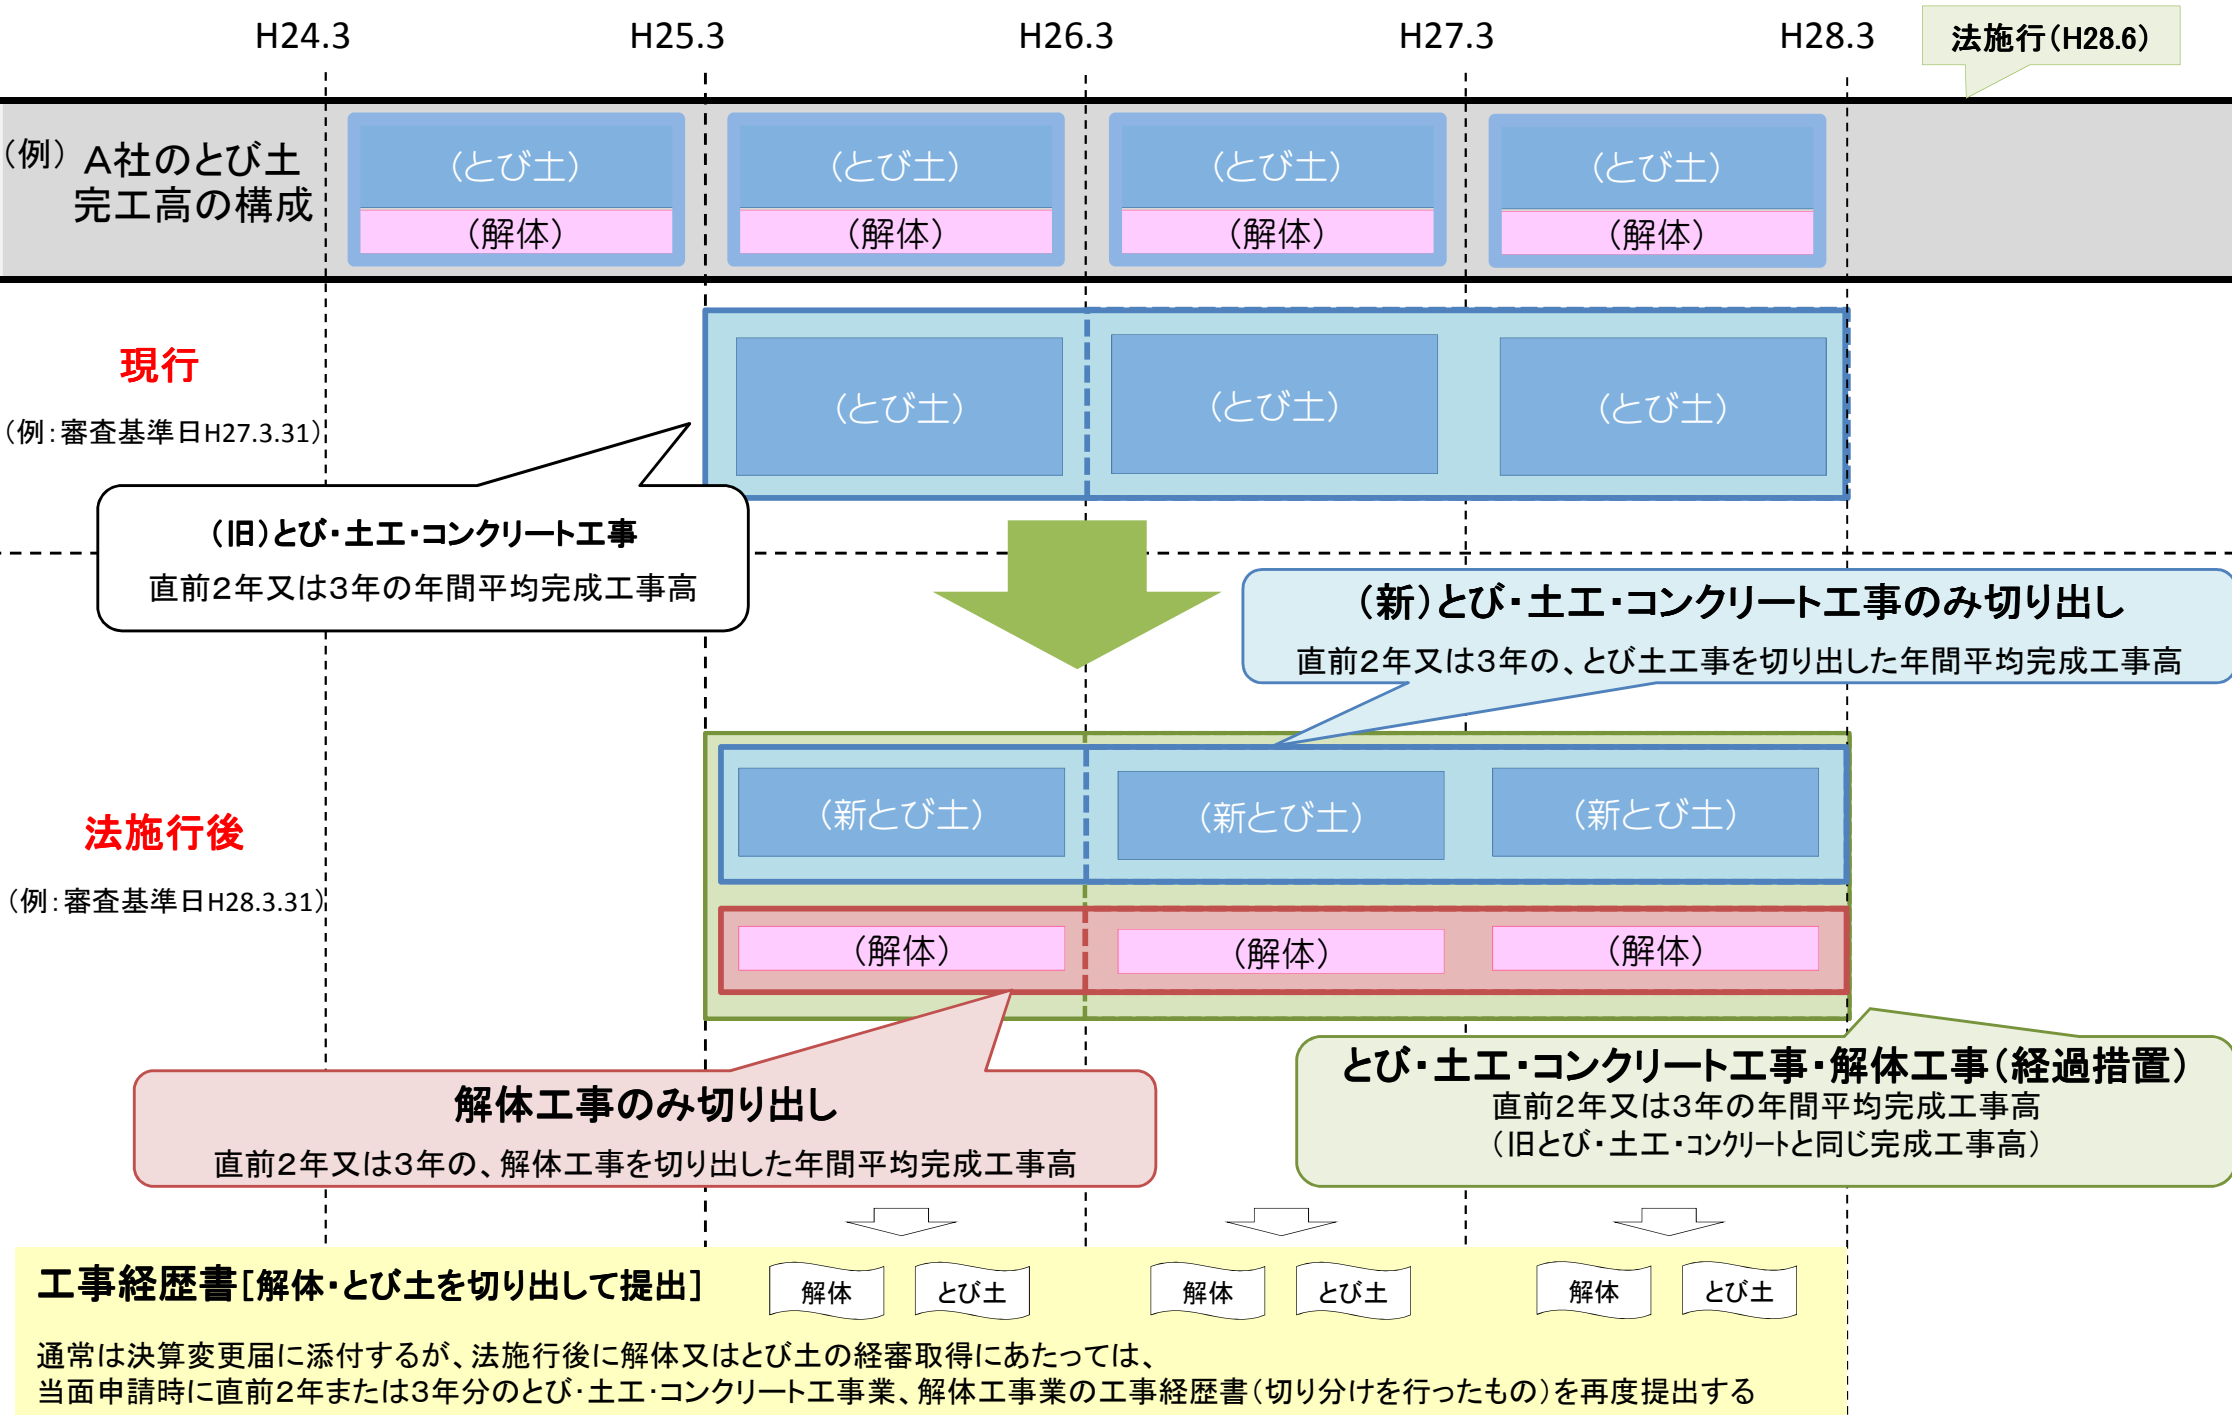 H24.3
H25.3
H26.3
H27.3
H28.3
法施行(H28.6)
(例)
A社のとび土
完工高の構成
(とび土)
(解体)
(とび土)
(解体)
(とび土)
(解体)
(とび土)
(解体)
現行
(例:審査基準日H27.3.31)
(とび土)
(とび土)
(とび土)
(旧)とび・土工・コンクリート工事
直前2年又は3年の年間平均完成工事高
(新)とび・土工・コンクリート工事のみ切り出し
直前2年又は3年の、とび土工事を切り出した年間平均完成工事高
法施行後
(例:審査基準日H28.3.31)
(新とび土)
(新とび土)
(新とび土)
(解体)
(解体)
(解体)
解体工事のみ切り出し
直前2年又は3年の、解体工事を切り出した年間平均完成工事高
とび・土工・コンクリート工事・解体工事(経過措置)
直前2年又は3年の年間平均完成工事高
(旧とび・土工・コンクリートと同じ完成工事高)
工事経歴書[解体・とび土を切り出して提出]
解体
とび土
解体
とび土
解体
とび土
通常は決算変更届に添付するが、法施行後に解体又はとび土の経審取得にあたっては、
当面申請時に直前2年または3年分のとび・土工・コンクリート工事業、解体工事業の工事経歴書(切り分けを行ったもの)を再度提出する